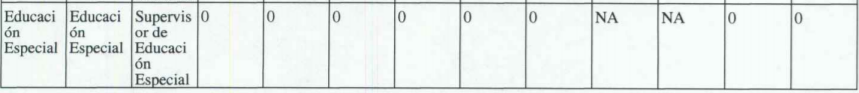 Educaci Educaci Supervis 0 0 0 0 0 0 NA NA 0 0
ón ón or de
Especial Especial Educaci
ón
Especial